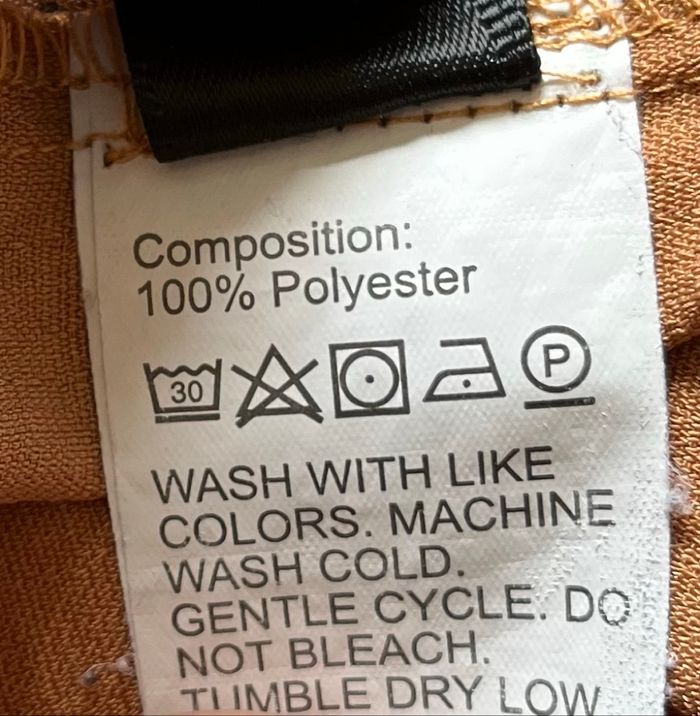 Composition:
100% Polyester
30 P
WASH WITH LIKE
COLORS. MACHINE
WASH COLD.
GENTLE CYCLE. DO
NOT BLEACH.
TUMBLE DRY LOW